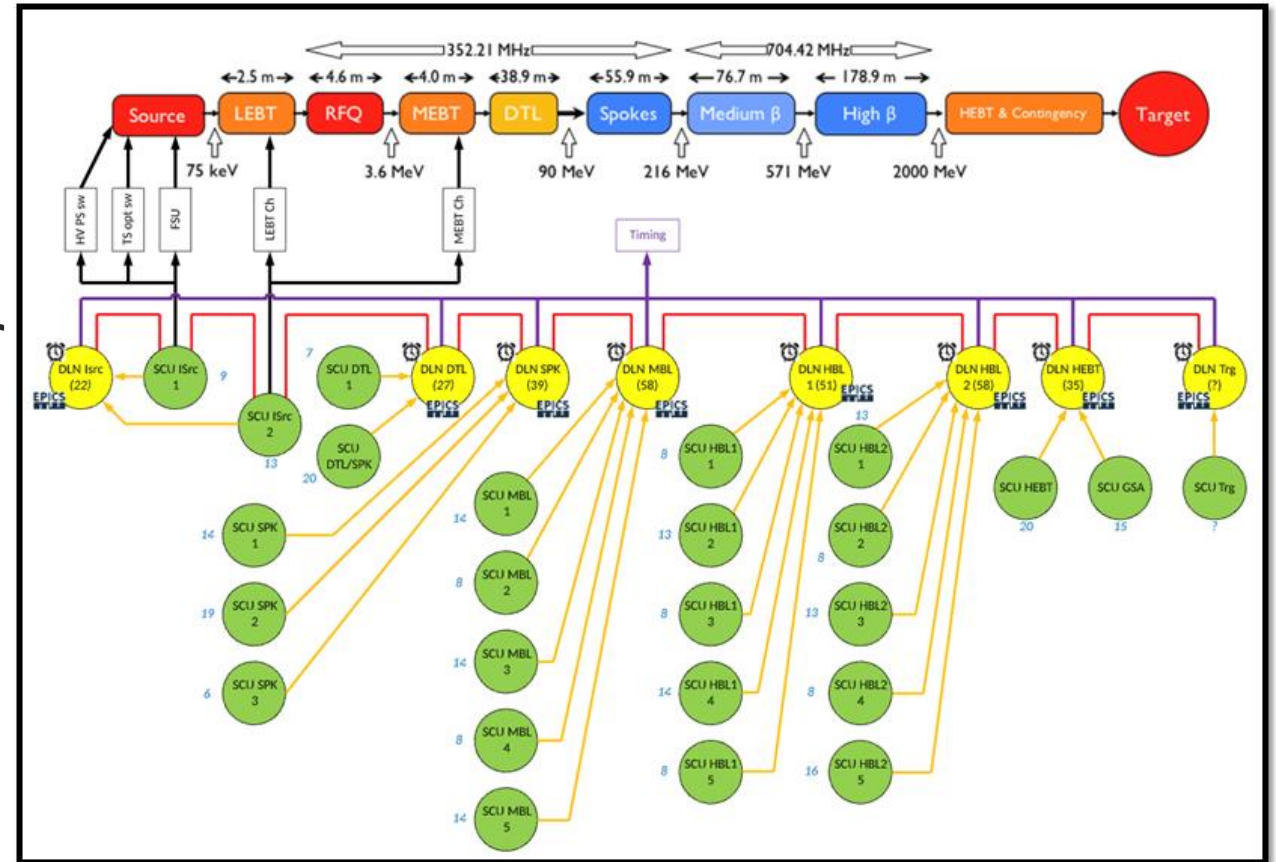 352.21 MHz
704.42 MHz
2.5 m
4.6 m
4.0 m
38.9 m
55.9 m
76.7 m
178.9 m
Source
LEBT
RFQ
MEBT
DTL
Spokes
Medium β
High β
HEBT & Contingency
Target
75 keV
3.6 MeV
90 MeV
216 MeV
571 MeV
2000 MeV
HV PS sw
TS opt sw
FSU
LEBT Ch
MEBT Ch
Timing
DLN Isrc
(22)
EPICS
SCU ISrc
1
9
SCU ISrc
2
13
7
SCU DTL
1
SCU
DTL/SPK
20
DLN DTL
(27)
EPICS
DLN SPK
(39)
EPICS
DLN MBL
(58)
EPICS
DLN HBL
1 (51)
EPICS
DLN HBL
2 (58)
EPICS
DLN HEBT
(35)
EPICS
DLN Trg
(?)
EPICS
14
SCU SPK
1
19
SCU SPK
2
6
SCU SPK
3
14
SCU MBL
1
8
SCU MBL
2
14
SCU MBL
3
8
SCU MBL
4
14
SCU MBL
5
8
SCU HBL1
1
13
SCU HBL1
2
8
SCU HBL1
3
14
SCU HBL1
4
8
SCU HBL1
5
13
SCU HBL2
1
8
SCU HBL2
2
13
SCU HBL2
3
8
SCU HBL2
4
16
SCU HBL2
5
SCU HEBT
20
SCU GSA
15
SCU Trg
?